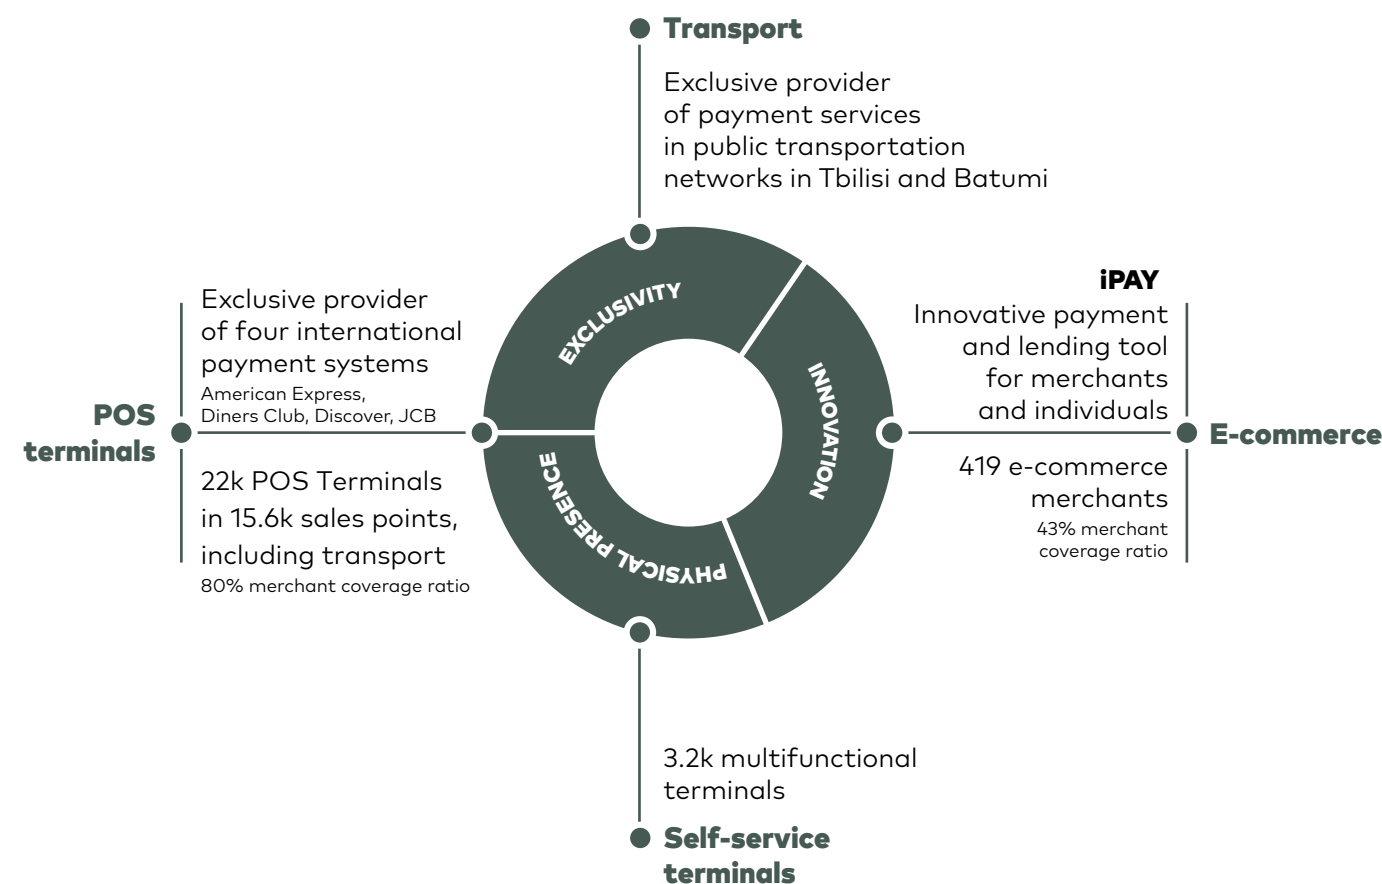 Transport
Exclusive provider
of payment services
in public transportation
networks in Tbilisi and Batumi
EXCLUSIVITY
INNOVATION
PHYSICAL PRESENCE
POS
terminals
Exclusive provider
of four international
payment systems
American Express,
Diners Club, Discover, JCB
22k POS Terminals
in 15.6k sales points,
including transport
80% merchant coverage ratio
iPAY
Innovative payment
and lending tool
for merchants
and individuals
E-commerce
419 e-commerce
merchants
43% merchant
coverage ratio
3.2k multifunctional
terminals
Self-service
terminals